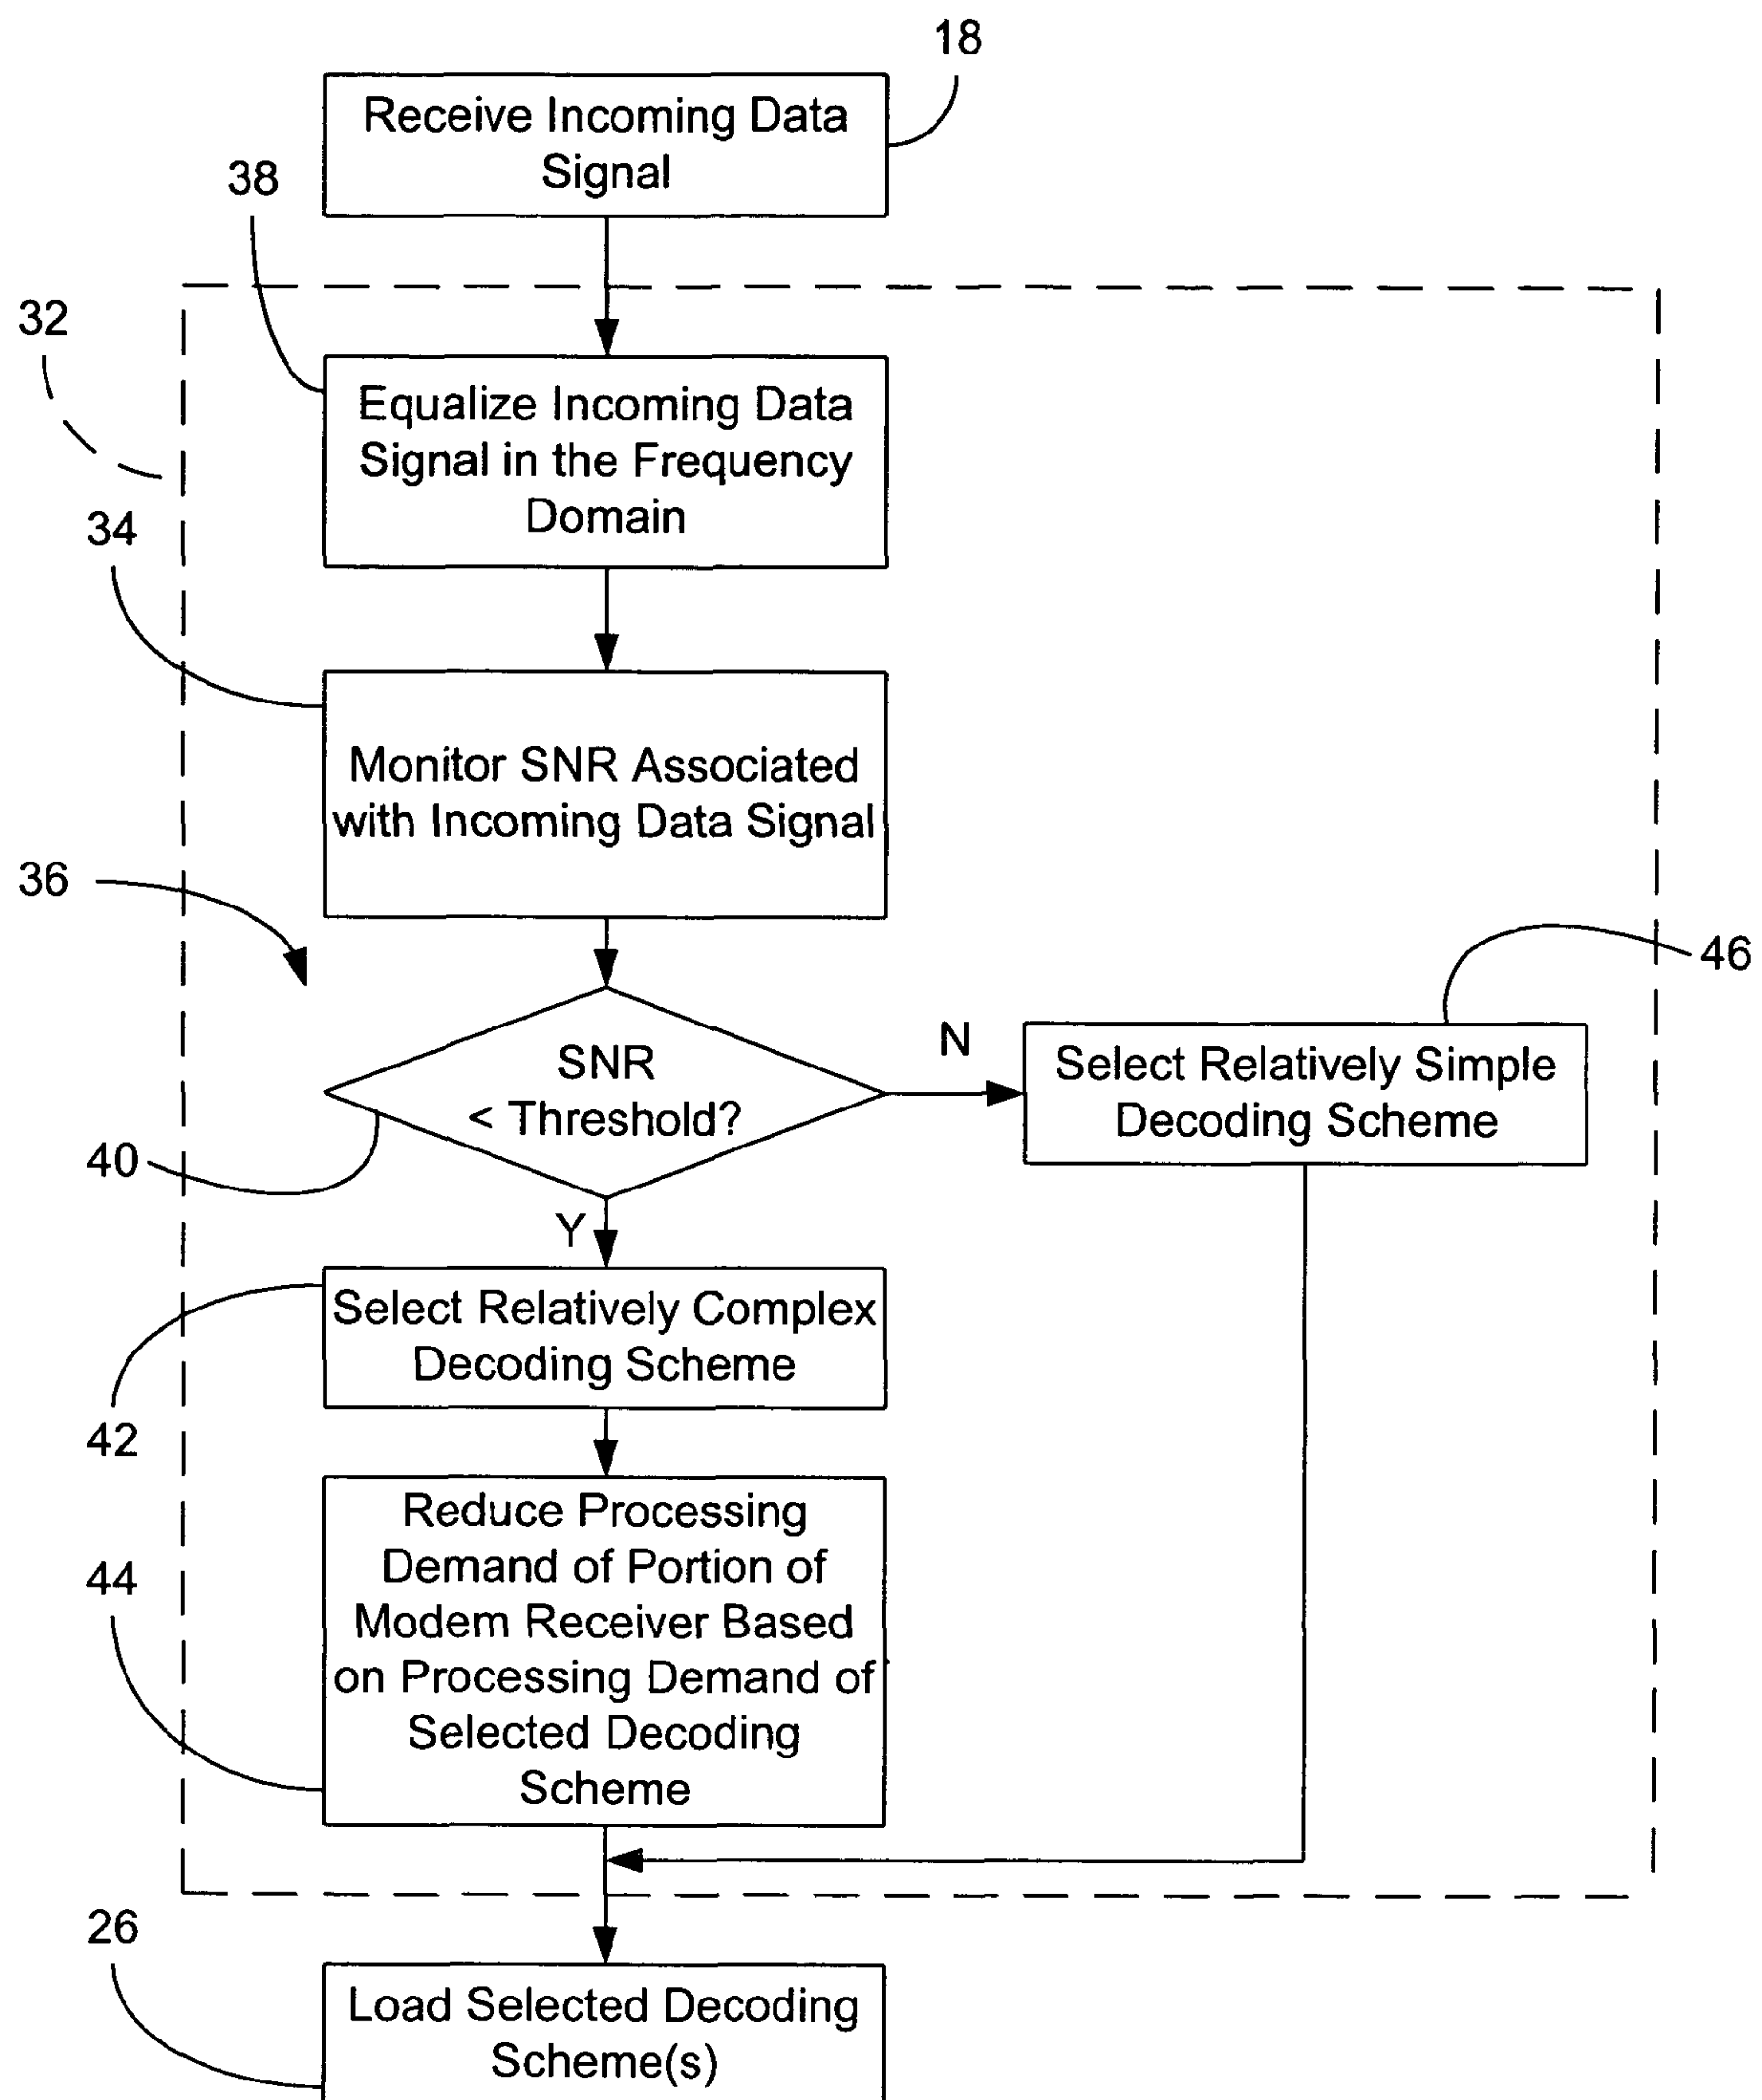 18
Receive Incoming Data
Signal
38
32
Equalize Incoming Data
Signal in the Frequency
Domain
34
Monitor SNR Associated
with Incoming Data Signal
36
46
N
SNR
< Threshold?
Select Relatively Simple
Decoding Scheme
40
Y
Select Relatively Complex
Decoding Scheme
42
Reduce Processing
Demand of Portion of
Modem Receiver Based
on Processing Demand of
Selected Decoding
Scheme
44
26
Load Selected Decoding
Scheme(s)